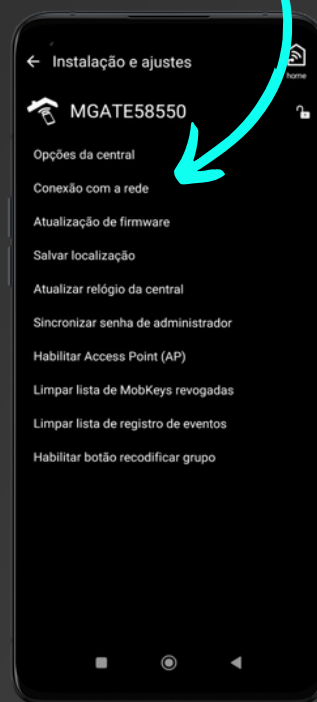 Instalação e ajustes
home
MGATE58550
Opções da central
Conexão com a rede
Atualização de firmware
Salvar localização
Atualizar relógio da central
Sincronizar senha de administrador
Habilitar Access Point (AP)
Limpar lista de MobKeys revogadas
Limpar lista de registro de eventos
Habilitar botão recodificar grupo